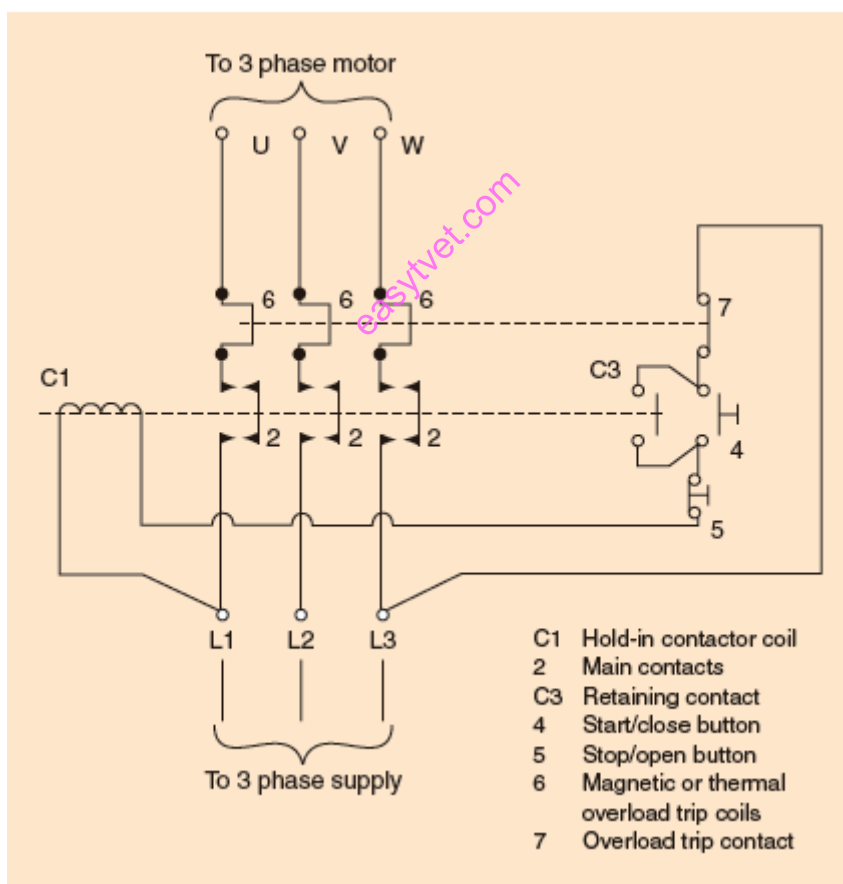 To 3 phase motor
U V W
easytvet.com
6 6 6 7
C1 C3
2 2 2 4
5
L1 L2 L3
To 3 phase supply
C1 Hold-in contactor coil
2 Main contacts
C3 Retaining contact
4 Start/close button
5 Stop/open button
6 Magnetic or thermal
overload trip coils
7 Overload trip contact